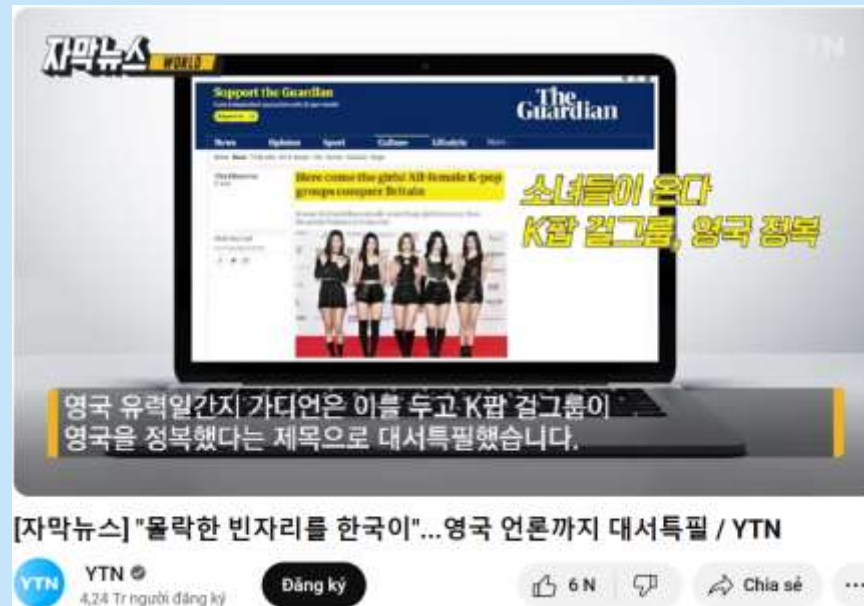 자막뉴스 WORLD
YTN
Support the Guardian
The Guardian
News Opinion Sport Culture Lifestyle
Here come the girls! All-female K-pop groups conquer Britain
소녀들이 온다
K팝 걸그룹, 영국 정복
영국 유력일간지 가디언은 이를 두고 K팝 걸그룹이
영국을 정복했다는 제목으로 대서특필했습니다.
[자막뉴스] "몰락한 빈자리를 한국이"...영국 언론까지 대서특필 / YTN
YTN
YTN
4,24 Tr người đăng ký
Đăng ký
6 N
Chia sẻ